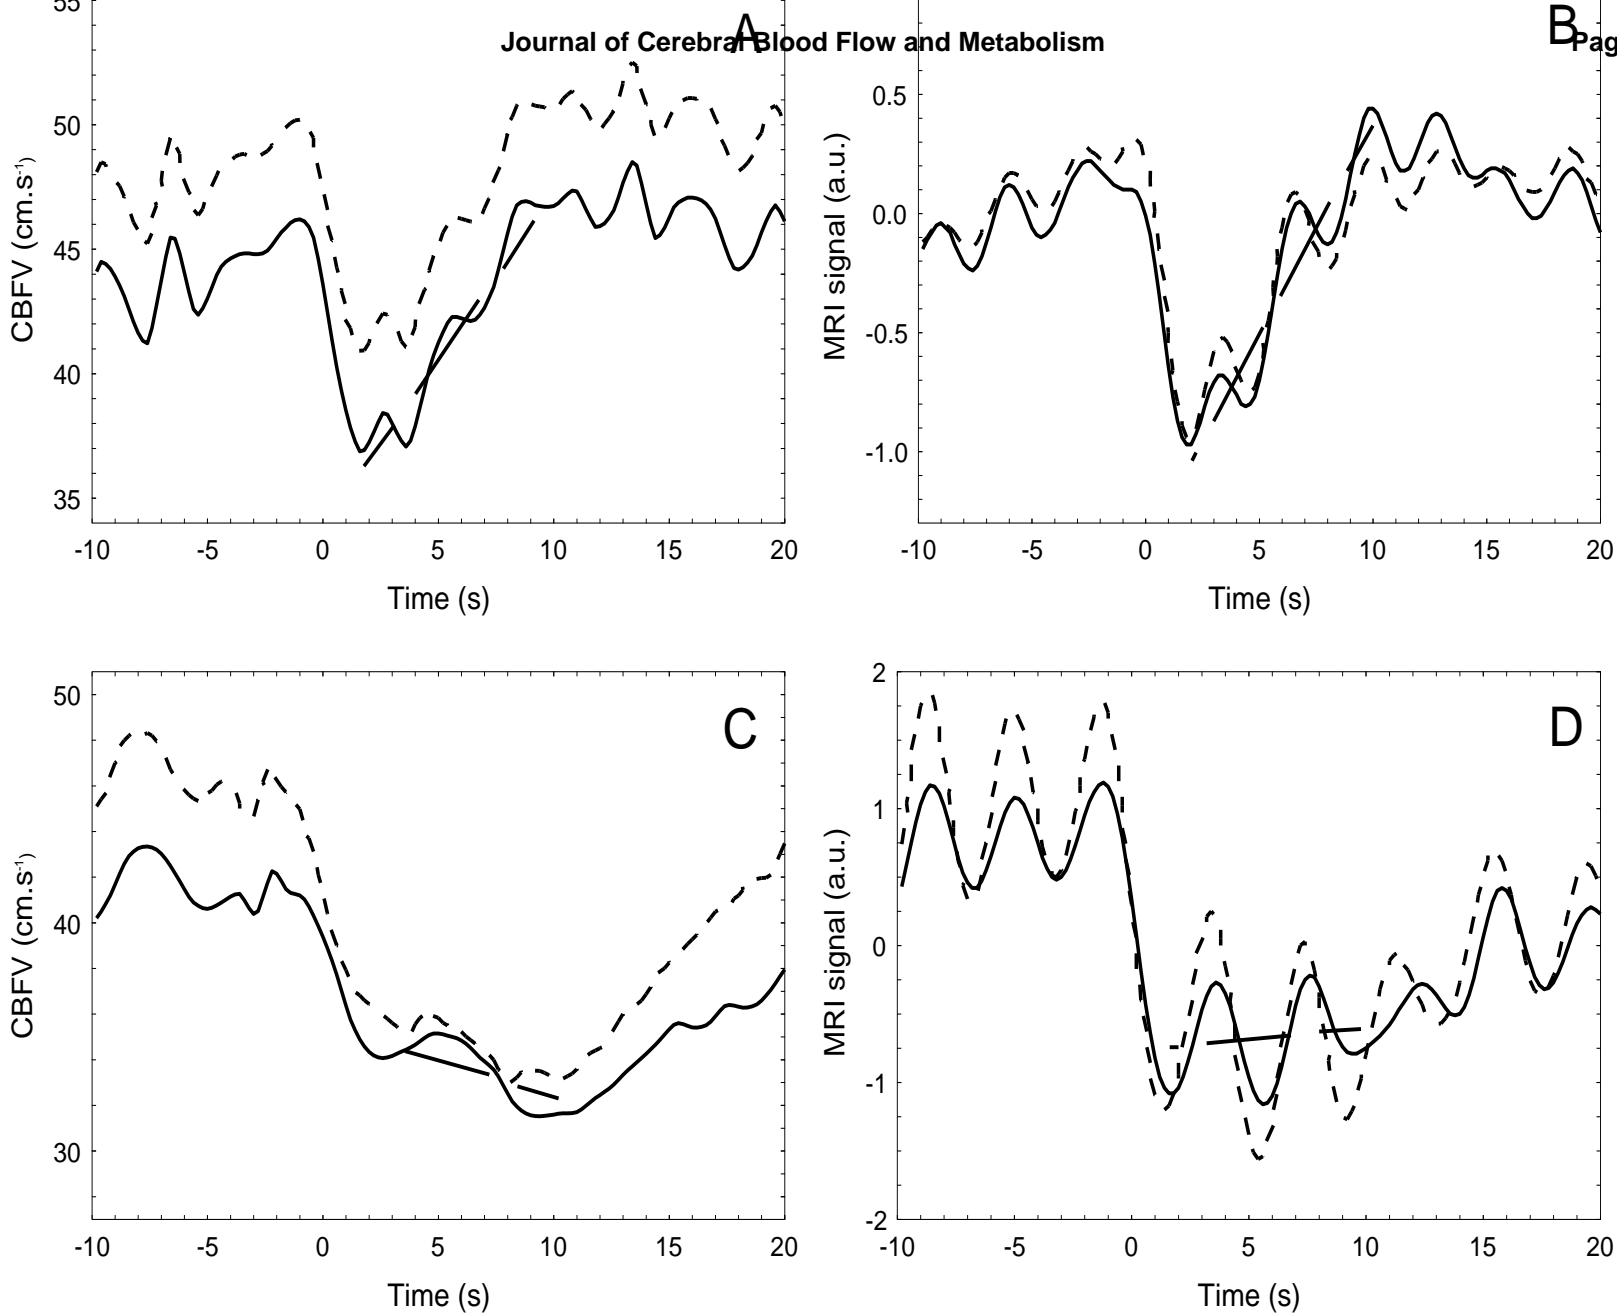 Journal of Cerebral Blood Flow and Metabolism Pag
A
B
55
50
45
40
35
CBFV (cm.s-1)
-10 -5 0 5 10 15 20
Time (s)
0.5
0.0
-0.5
-1.0
MRI signal (a.u.)
-10 -5 0 5 10 15 20
Time (s)
C
50
40
30
CBFV (cm.s-1)
-10 -5 0 5 10 15 20
Time (s)
D
2
1
0
-1
-2
MRI signal (a.u.)
-10 -5 0 5 10 15 20
Time (s)